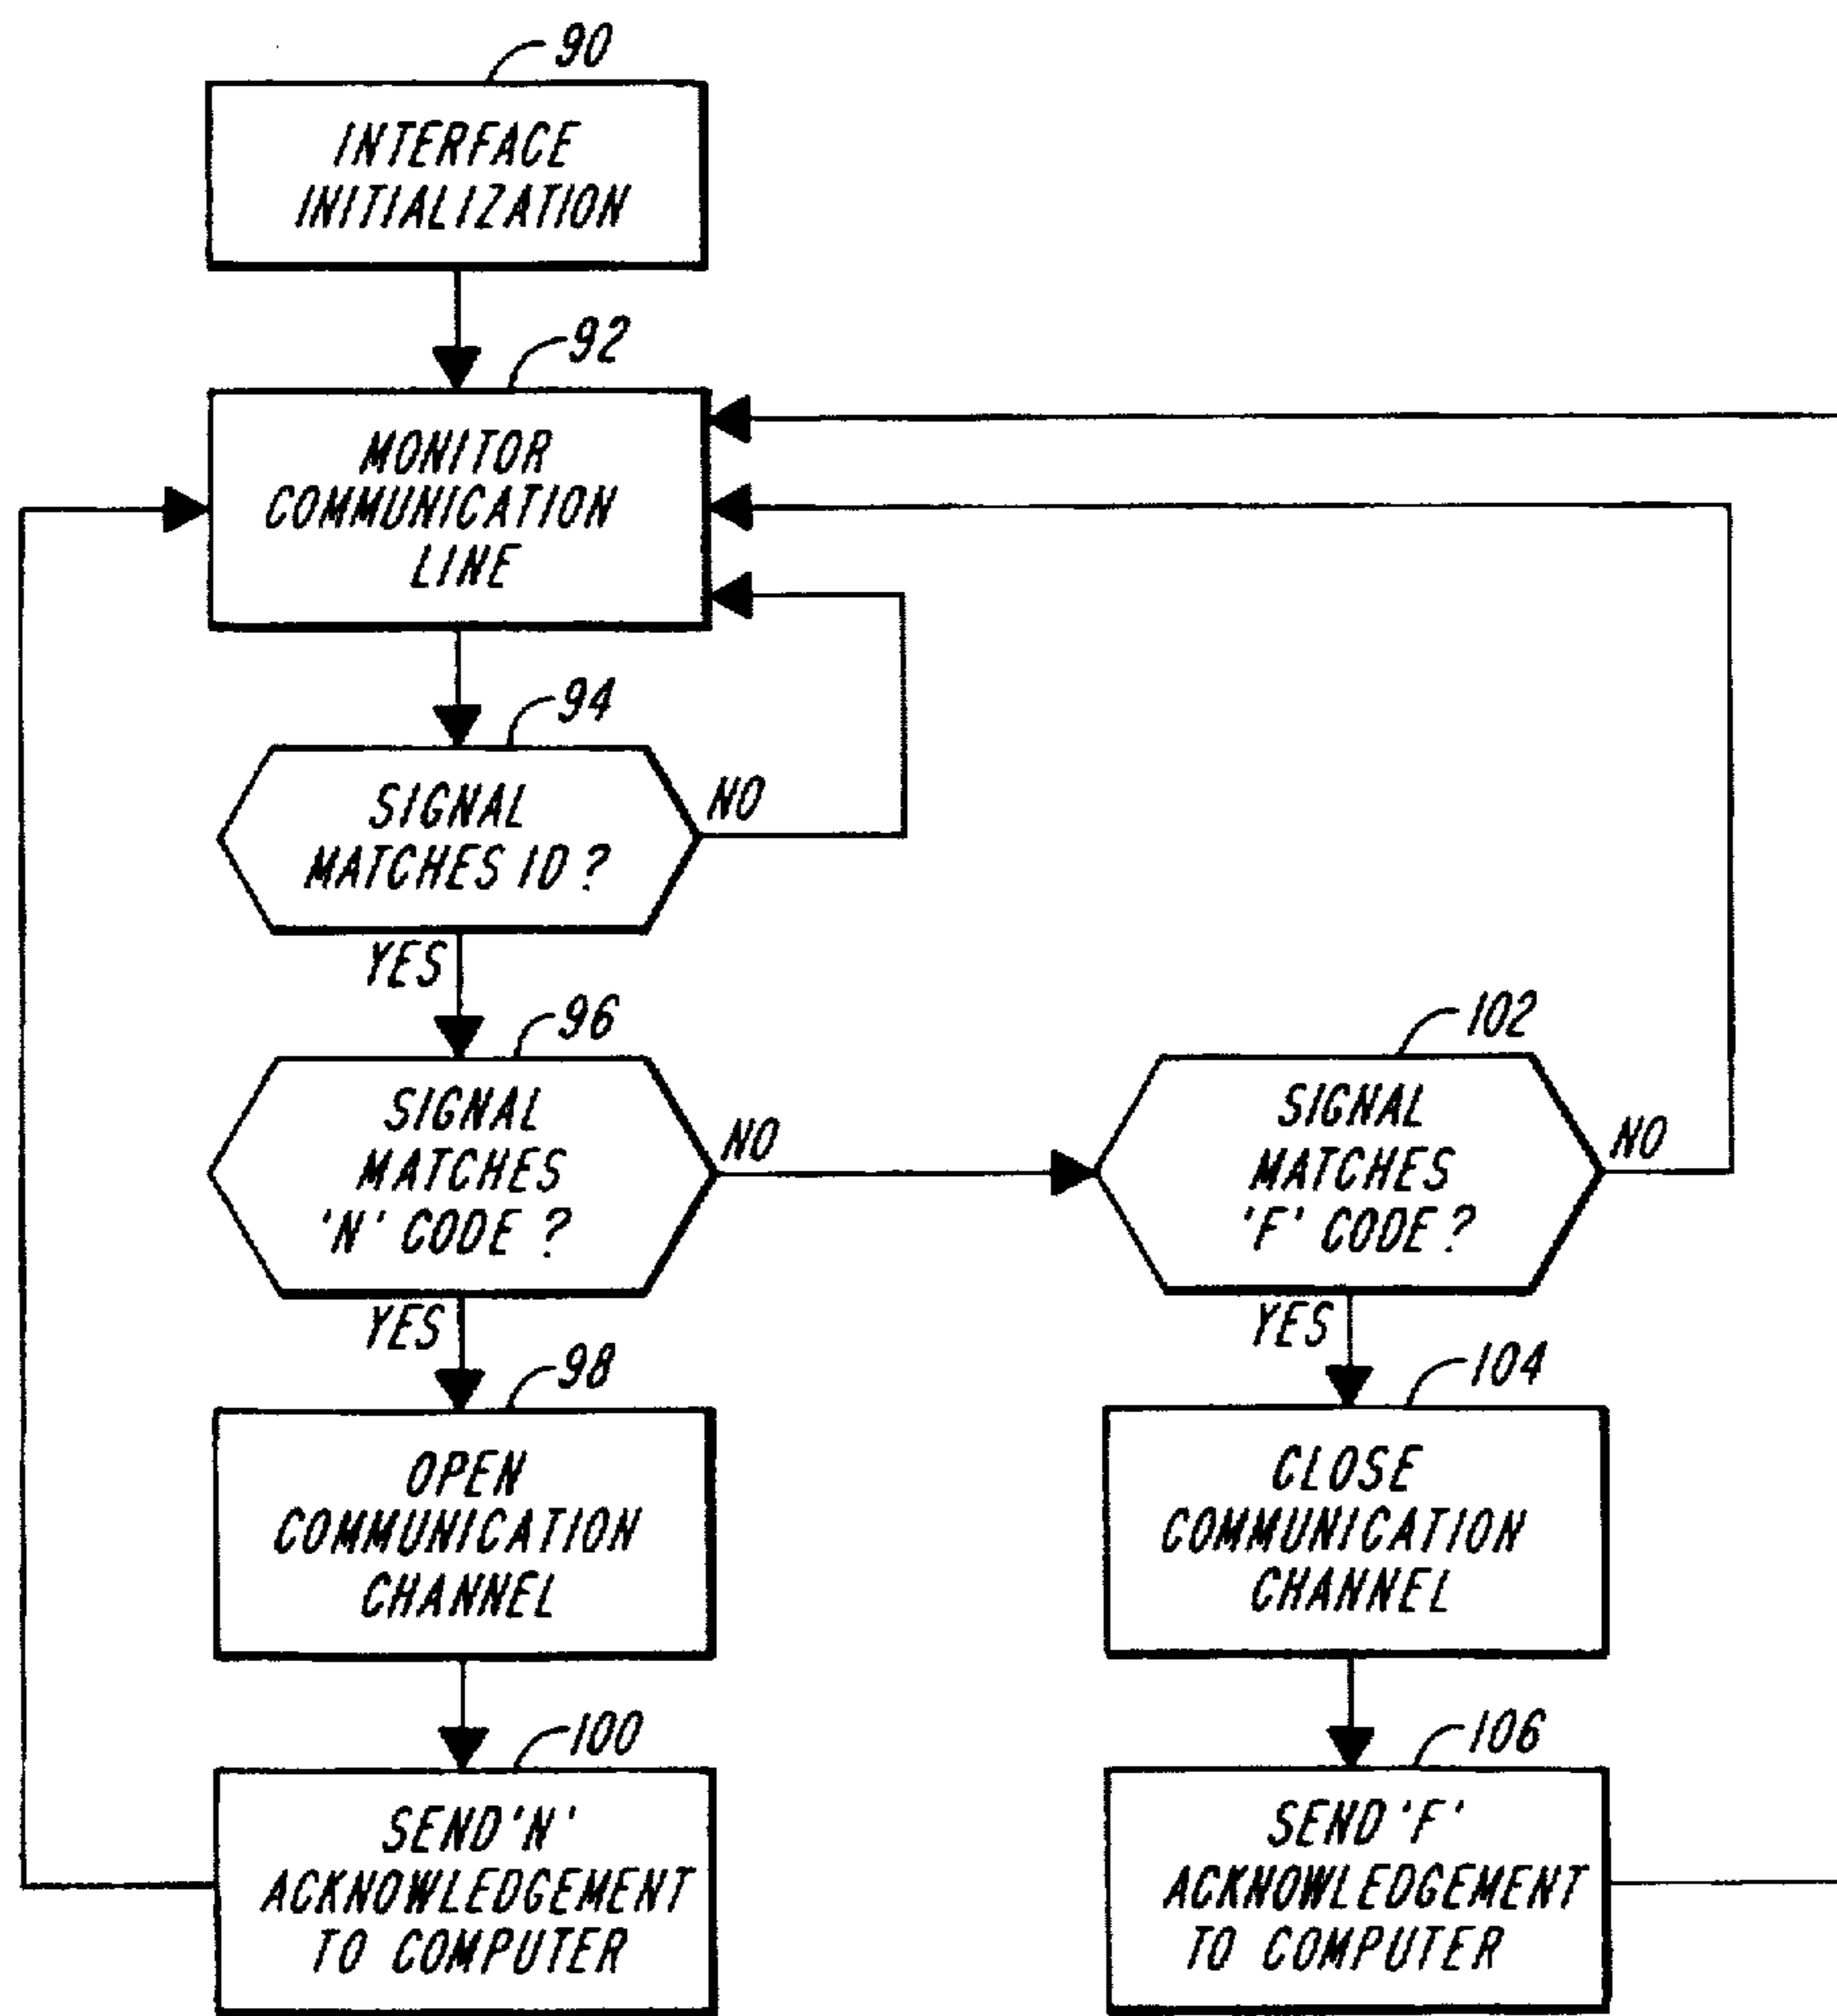 90
INTERFACE
INITIALIZATION
92
MONITOR
COMMUNICATION
LINE
94
SIGNAL
MATCHES ID?
NO
YES
96
SIGNAL
MATCHES
'N' CODE?
NO
YES
102
SIGNAL
MATCHES
'F' CODE?
NO
YES
98
OPEN
COMMUNICATION
CHANNEL
104
CLOSE
COMMUNICATION
CHANNEL
100
SEND 'N'
ACKNOWLEDGEMENT
TO COMPUTER
106
SEND 'F'
ACKNOWLEDGEMENT
TO COMPUTER